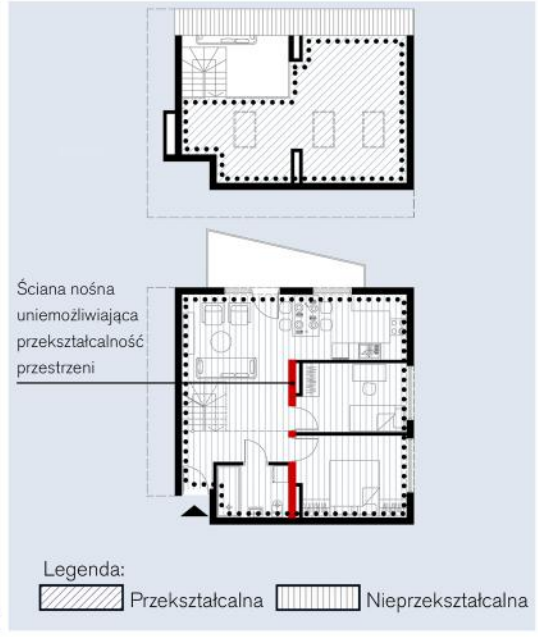 Ściana nośna
uniemożliwiająca
przekształcalność
przestrzeni
Legenda:
Przekształcalna
Nieprzekształcalna